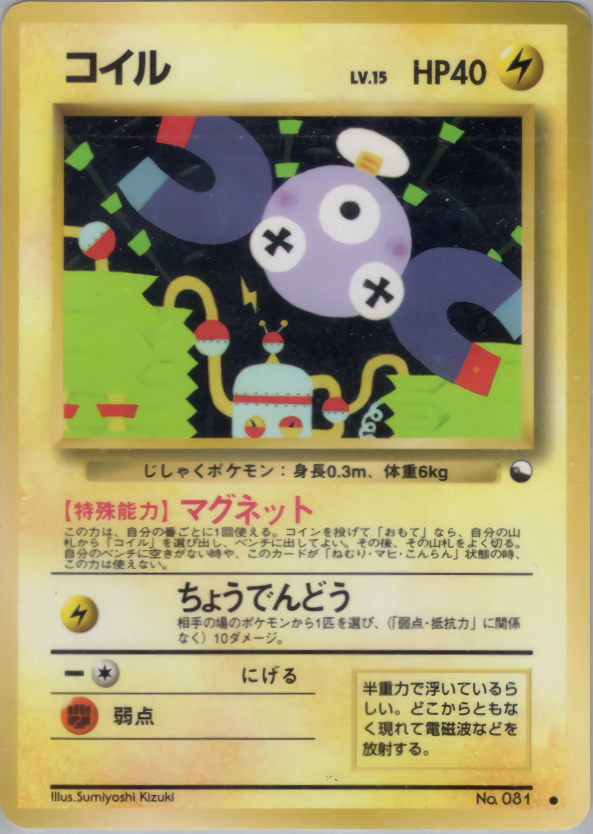 コイル LV.15 HP40
じしゃくポケモン：身長0.3m、体重6kg
【特殊能力】マグネット
この力は、自分の番ごとに1回使える。コインを投げて「おもて」なら、自分の山
札から「コイル」を選び出し、ベンチに出してよい。その後、その山札をよく切る。
自分のベンチに空きがない時や、このカードが「ねむり・マヒ・こんらん」状態の時、
この力は使えない。
ちょうでんどう
相手の場のポケモンから1匹を選び、（「弱点・抵抗力」に関係
なく）10ダメージ。
にげる
弱点
半重力で浮いているら
しい。どこからともな
く現れて電磁波などを
放射する。
Illus.Sumiyoshi Kizuki No. 081